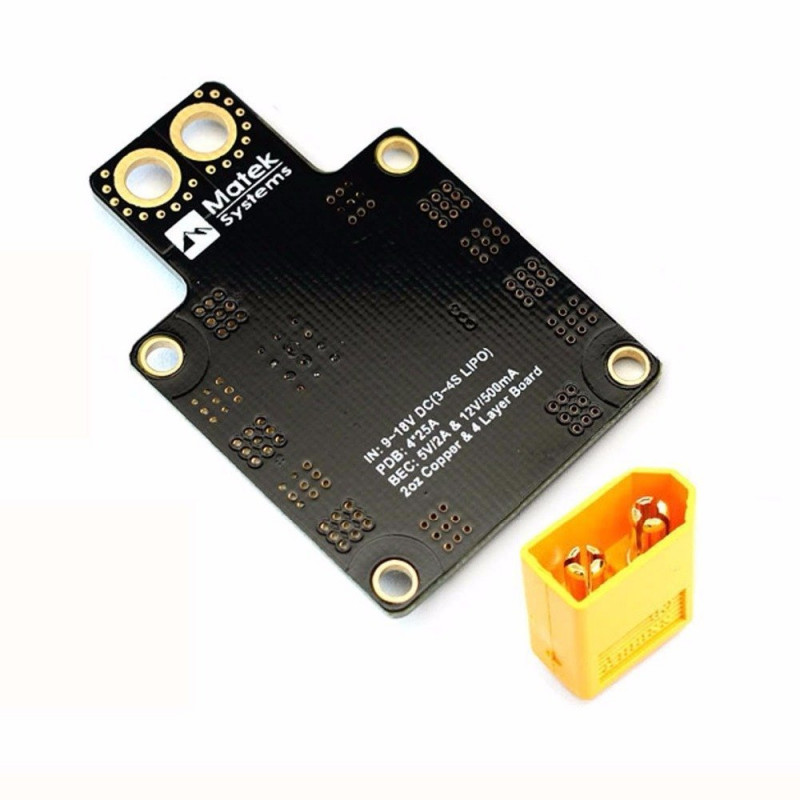 Matek
Systems
IN: 9~18V DC(3~4S LIPO)
PDB: 4*25A
BEC: 5V/2A & 12V/500mA
2oz Copper & 4 Layer Board